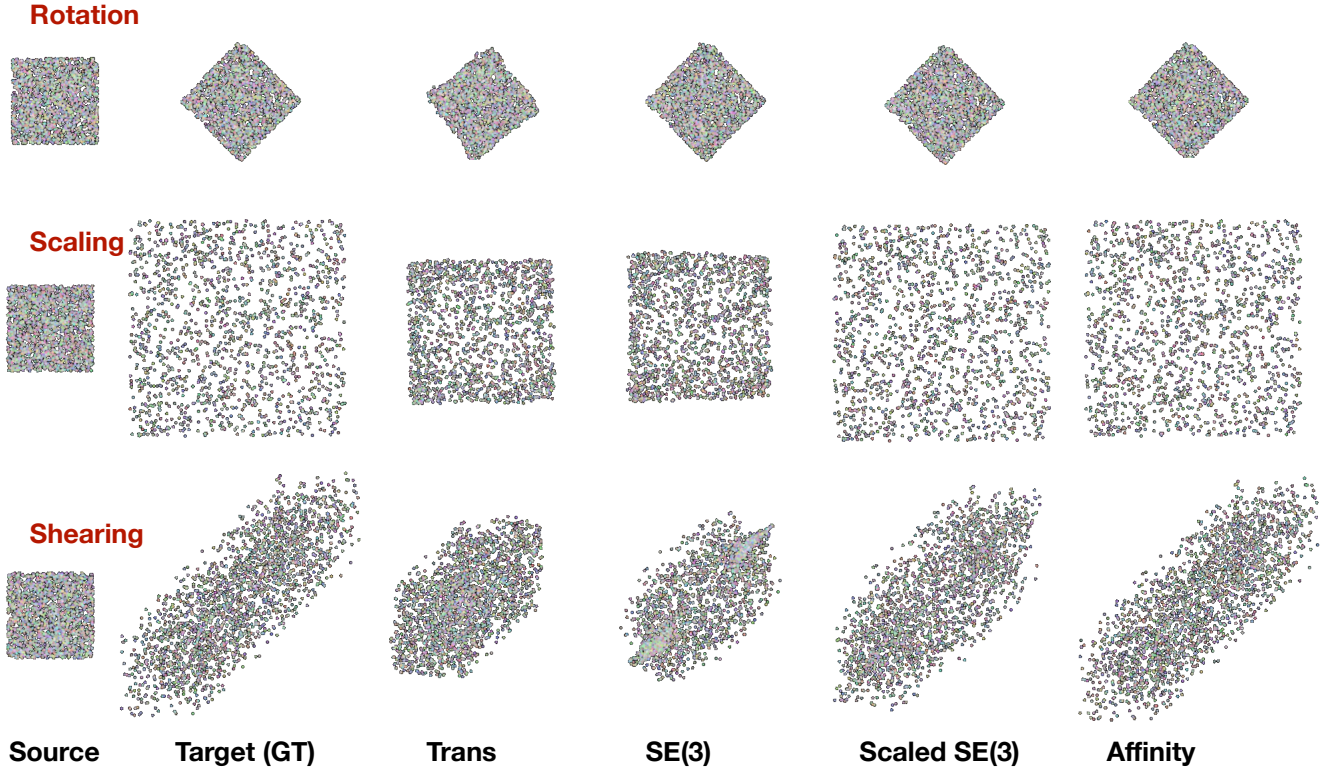 Rotation
Scaling
Shearing
Source Target (GT) Trans SE(3) Scaled SE(3) Affinity